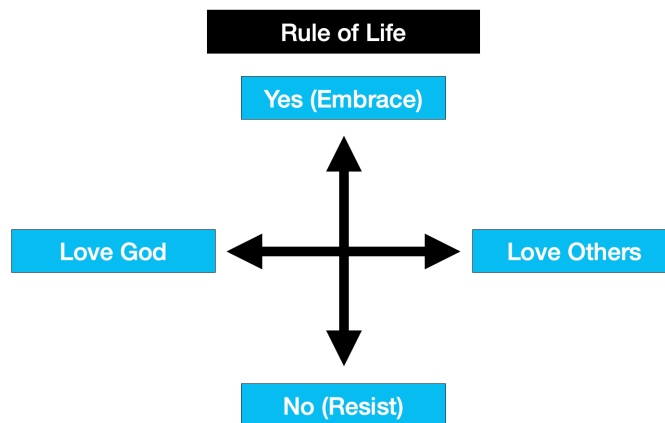 Rule of Life
Yes (Embrace)
Love God
Love Others
No (Resist)